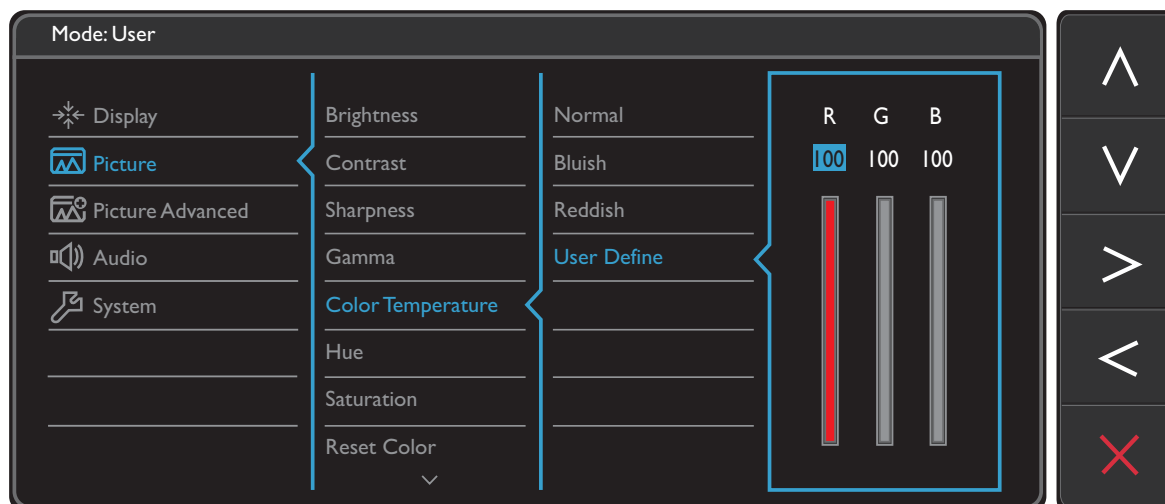 Mode: User
Display
Picture
Picture Advanced
Audio
System
Brightness
Contrast
Sharpness
Gamma
Color Temperature
Hue
Saturation
Reset Color
Normal
Bluish
Reddish
User Define
R G B
100 100 100